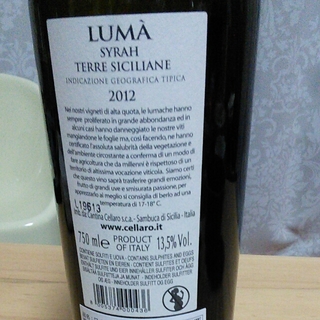 LUMÀ
SYRAH
TERRE SICILIANE
INDICAZIONE GEOGRAFICA TIPICA
2012
Nei nostri vigneti di alta quota, le lumache hanno
sempre proliferato in grande abbondanza ed in
alcuni casi hanno danneggiato le nostre viti
mangiandone le foglie ma, così facendo, ne hanno
certificato l'assoluta salubrità della vegetazione e
dell'ambiente circostante a conferma di un modo di
fare agricoltura che da millenni è rispettoso di un
territorio di altissima vocazione viticola. Siamo certi
che questo vino saprà trasferire grandi emozioni,
frutto di grandi uve e smisurata passione, per
apprezzarlo al meglio si consiglia di berlo ad una
temperatura di 17-18° C.
L19613
Cantina Cellaro s.c.a. - Sambuca di Sicilia - Italia
www.cellaro.it
750 ml e PRODUCT OF ITALY 13,5% Vol.
CONTIENE SOLFITI E UOVA - CONTAINS SULPHITES AND EGGS